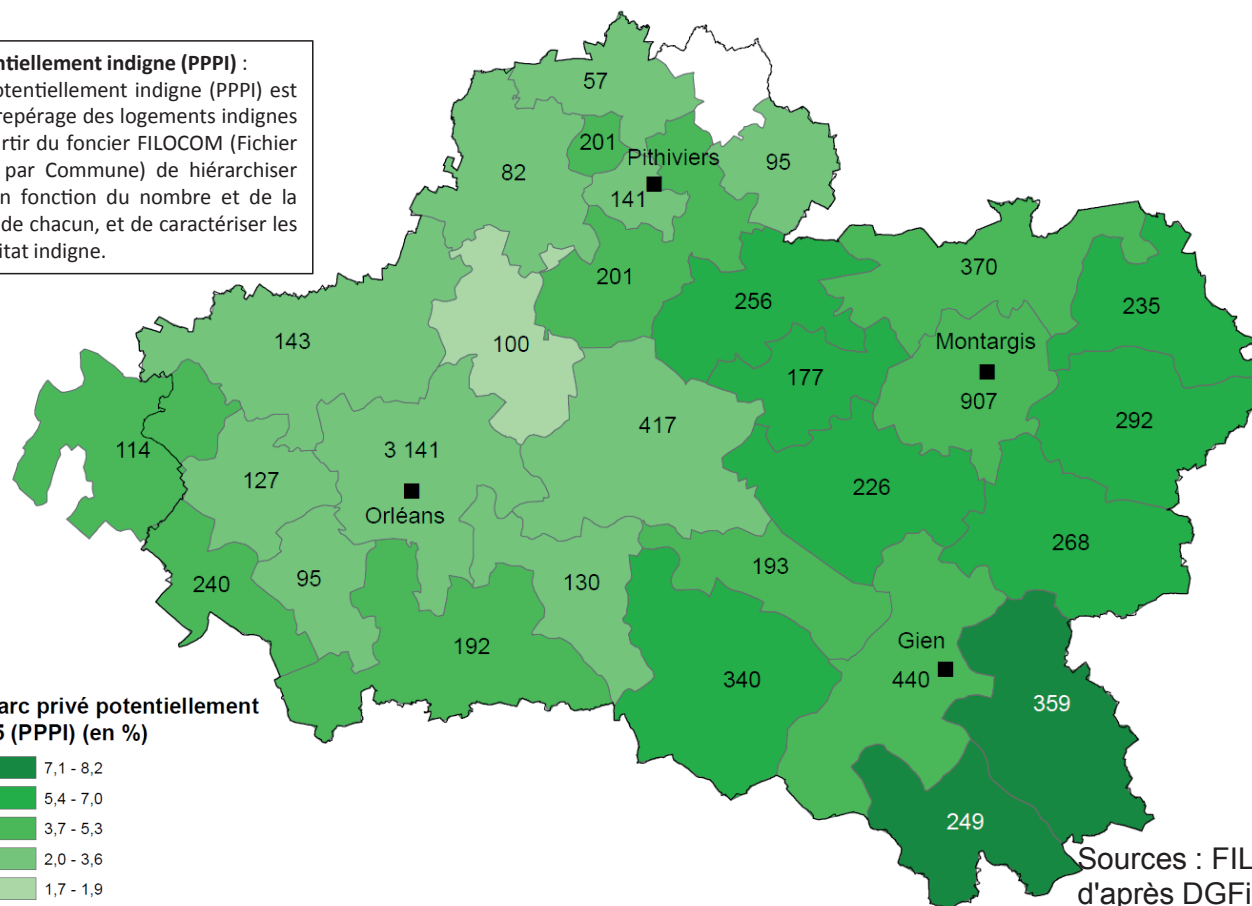 ntiellement indigne (PPPI) :
otentiellement indigne (PPPI) est
repérage des logements indignes
rtir du foncier FILOCOM (Fichier
par Commune) de hiérarchiser
n fonction du nombre et de la
de chacun, et de caractériser les
itat indigne.
57
201
Pithiviers
82
95
141
201
370
256
235
143
100
Montargis
177
907
417
292
3 141
114
127
226
Orléans
268
193
95
240
130
Gien
192
340
440
359
249
arc privé potentiellement
5 (PPPI) (en %)
7,1 - 8,2
5,4 - 7,0
3,7 - 5,3
2,0 - 3,6
1,7 - 1,9
Sources : FIL
d'après DGFi